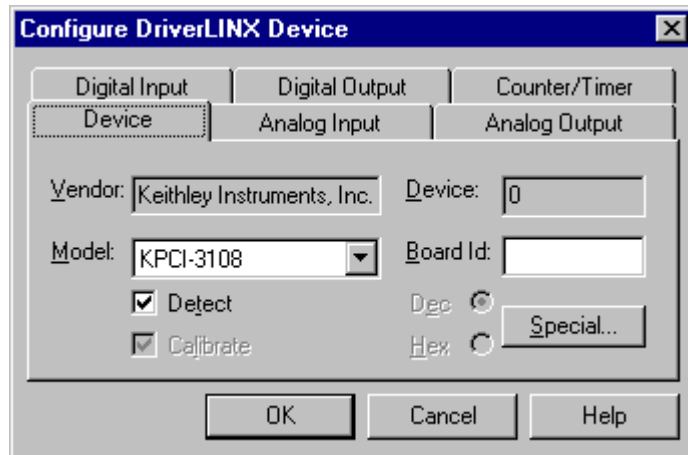 Configure DriverLINX Device
Digital Input Digital Output Counter/Timer
Device Analog Input Analog Output
Vendor: Keithley Instruments, Inc. Device: 0
Model: KPCI-3108 Board Id:
Detect Dec
Calibrate Hex Special...
OK Cancel Help